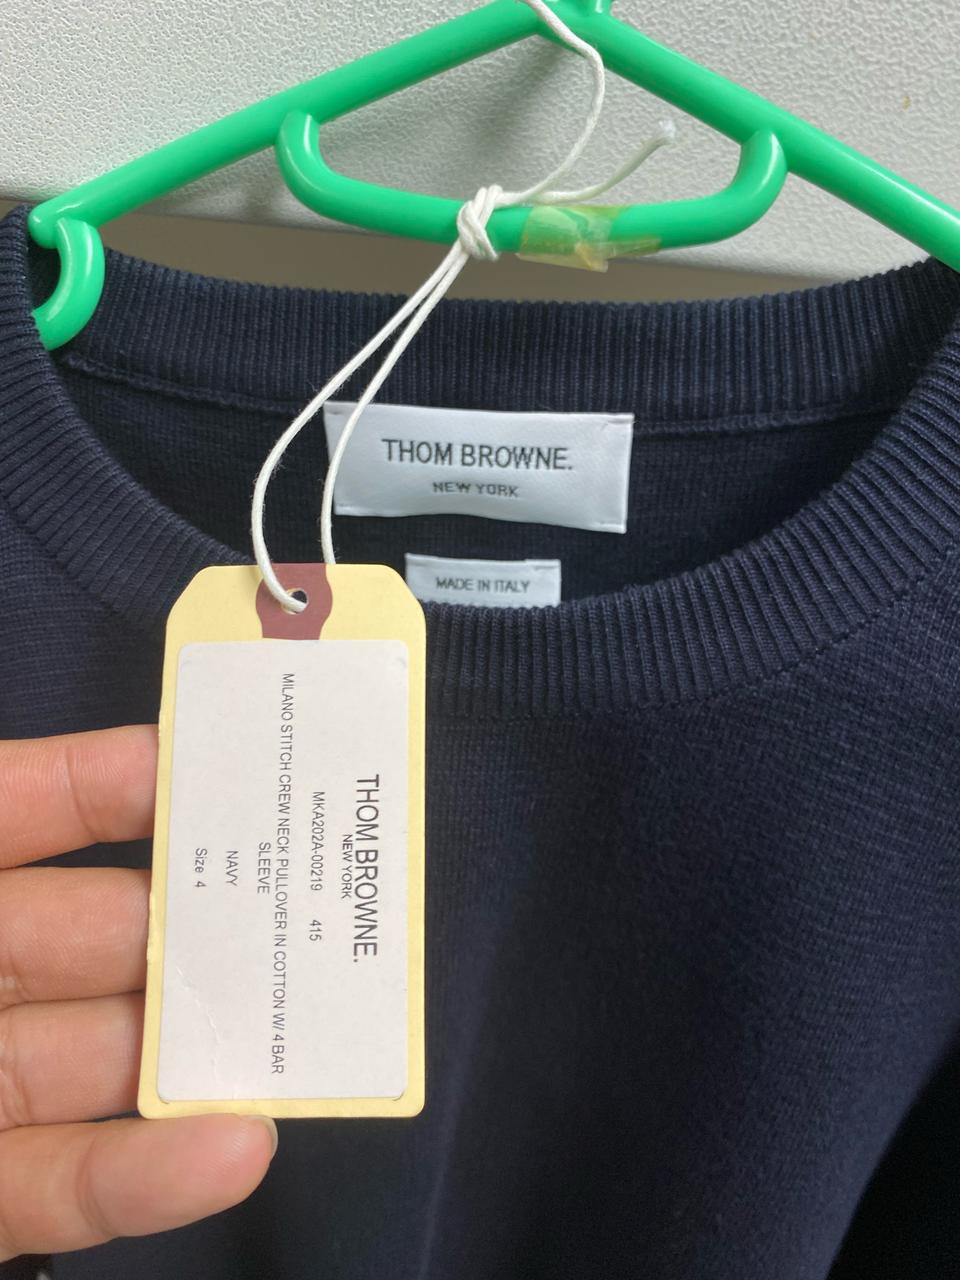 THOM BROWNE.
NEW YORK
MADE IN ITALY
THOM BROWNE.
NEW YORK
MKA202A-00219 415
MILANO STITCH CREW NECK PULLOVER IN COTTON W/ 4 BAR
SLEEVE
NAVY
Size 4